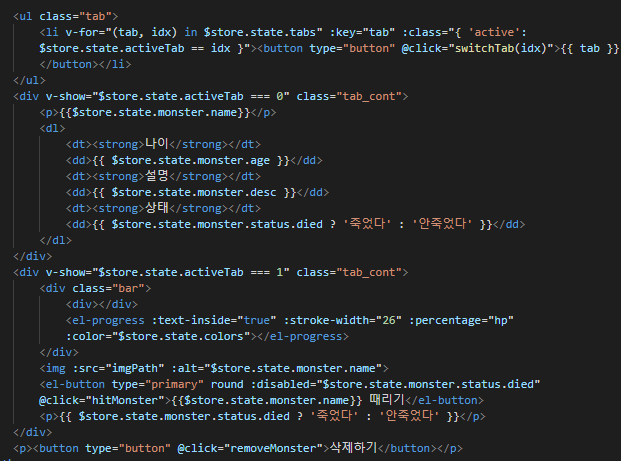 <ul class="tab">
<li v-for="(tab, idx) in $store.state.tabs" :key="tab" :class="{ 'active':
$store.state.activeTab == idx }"><button type="button" @click="switchTab(idx)">{{ tab }}
</button></li>
</ul>
<div v-show="$store.state.activeTab === 0" class="tab_cont">
<p>{{$store.state.monster.name}}</p>
<dl>
<dt><strong>나이</strong></dt>
<dd>{{ $store.state.monster.age }}</dd>
<dt><strong>설명</strong></dt>
<dd>{{ $store.state.monster.desc }}</dd>
<dt><strong>상태</strong></dt>
<dd>{{ $store.state.monster.status.died ? '죽었다' : '안죽었다' }}</dd>
</dl>
</div>
<div v-show="$store.state.activeTab === 1" class="tab_cont">
<div class="bar">
<div></div>
<el-progress :text-inside="true" :stroke-width="26" :percentage="hp"
:color="$store.state.colors"></el-progress>
</div>
<img :src="imgPath" :alt="$store.state.monster.name">
<el-button type="primary" round :disabled="$store.state.monster.status.died"
@click="hitMonster">{{$store.state.monster.name}} 때리기</el-button>
<p>{{ $store.state.monster.status.died ? '죽었다' : '안죽었다' }}</p>
</div>
<p><button type="button" @click="removeMonster">삭제하기</button></p>